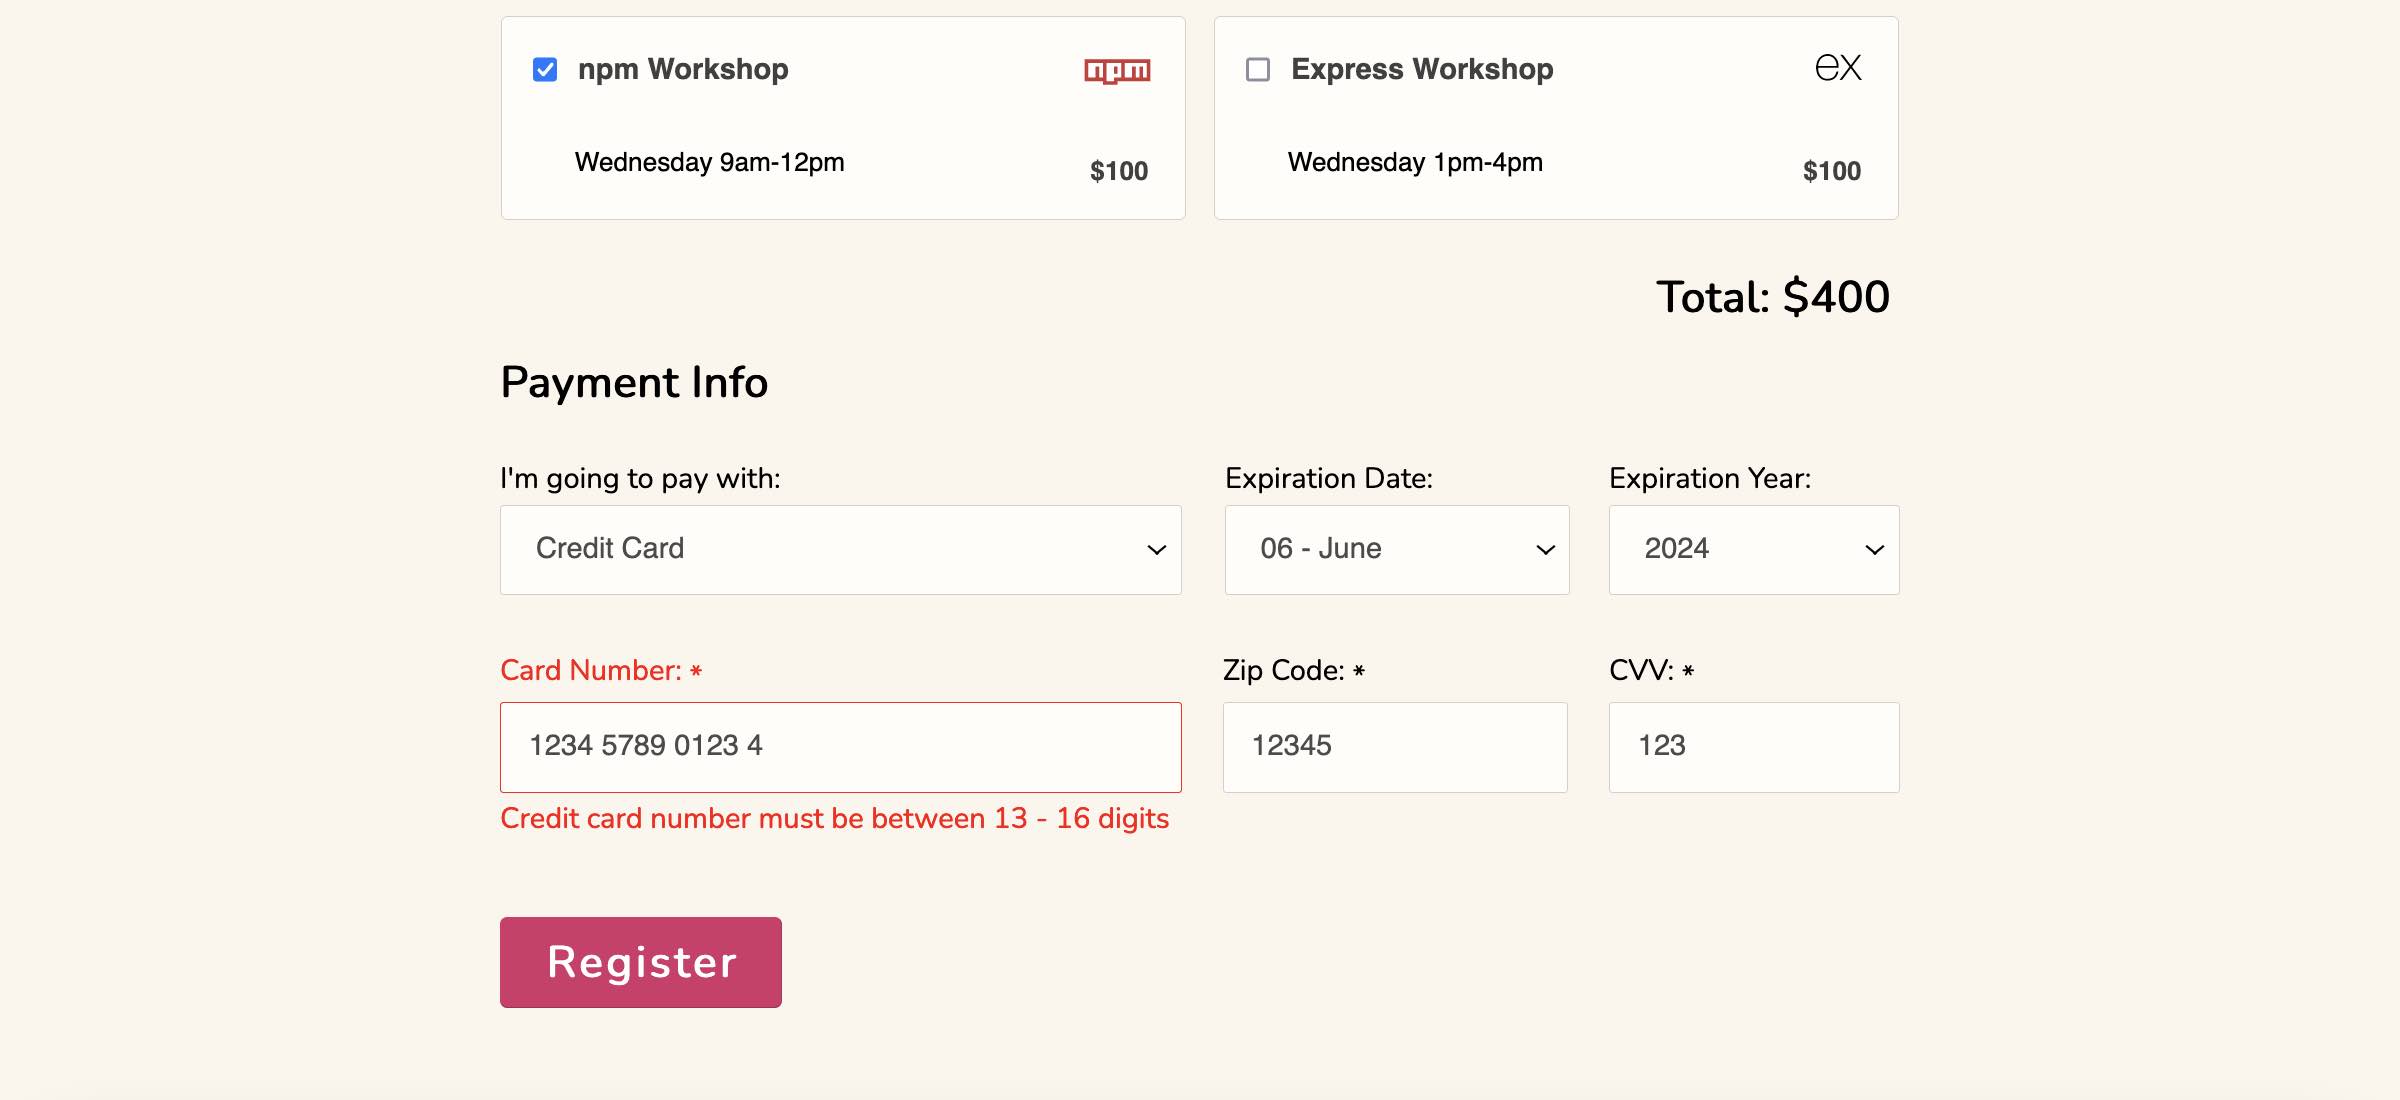 npm Workshop
npm
Wednesday 9am-12pm
$100
Express Workshop
ex
Wednesday 1pm-4pm
$100
Total: $400
Payment Info
I'm going to pay with:
Credit Card
Expiration Date:
06 - June
Expiration Year:
2024
Card Number: *
1234 5789 0123 4
Credit card number must be between 13 - 16 digits
Zip Code: *
12345
CVV: *
123
Register